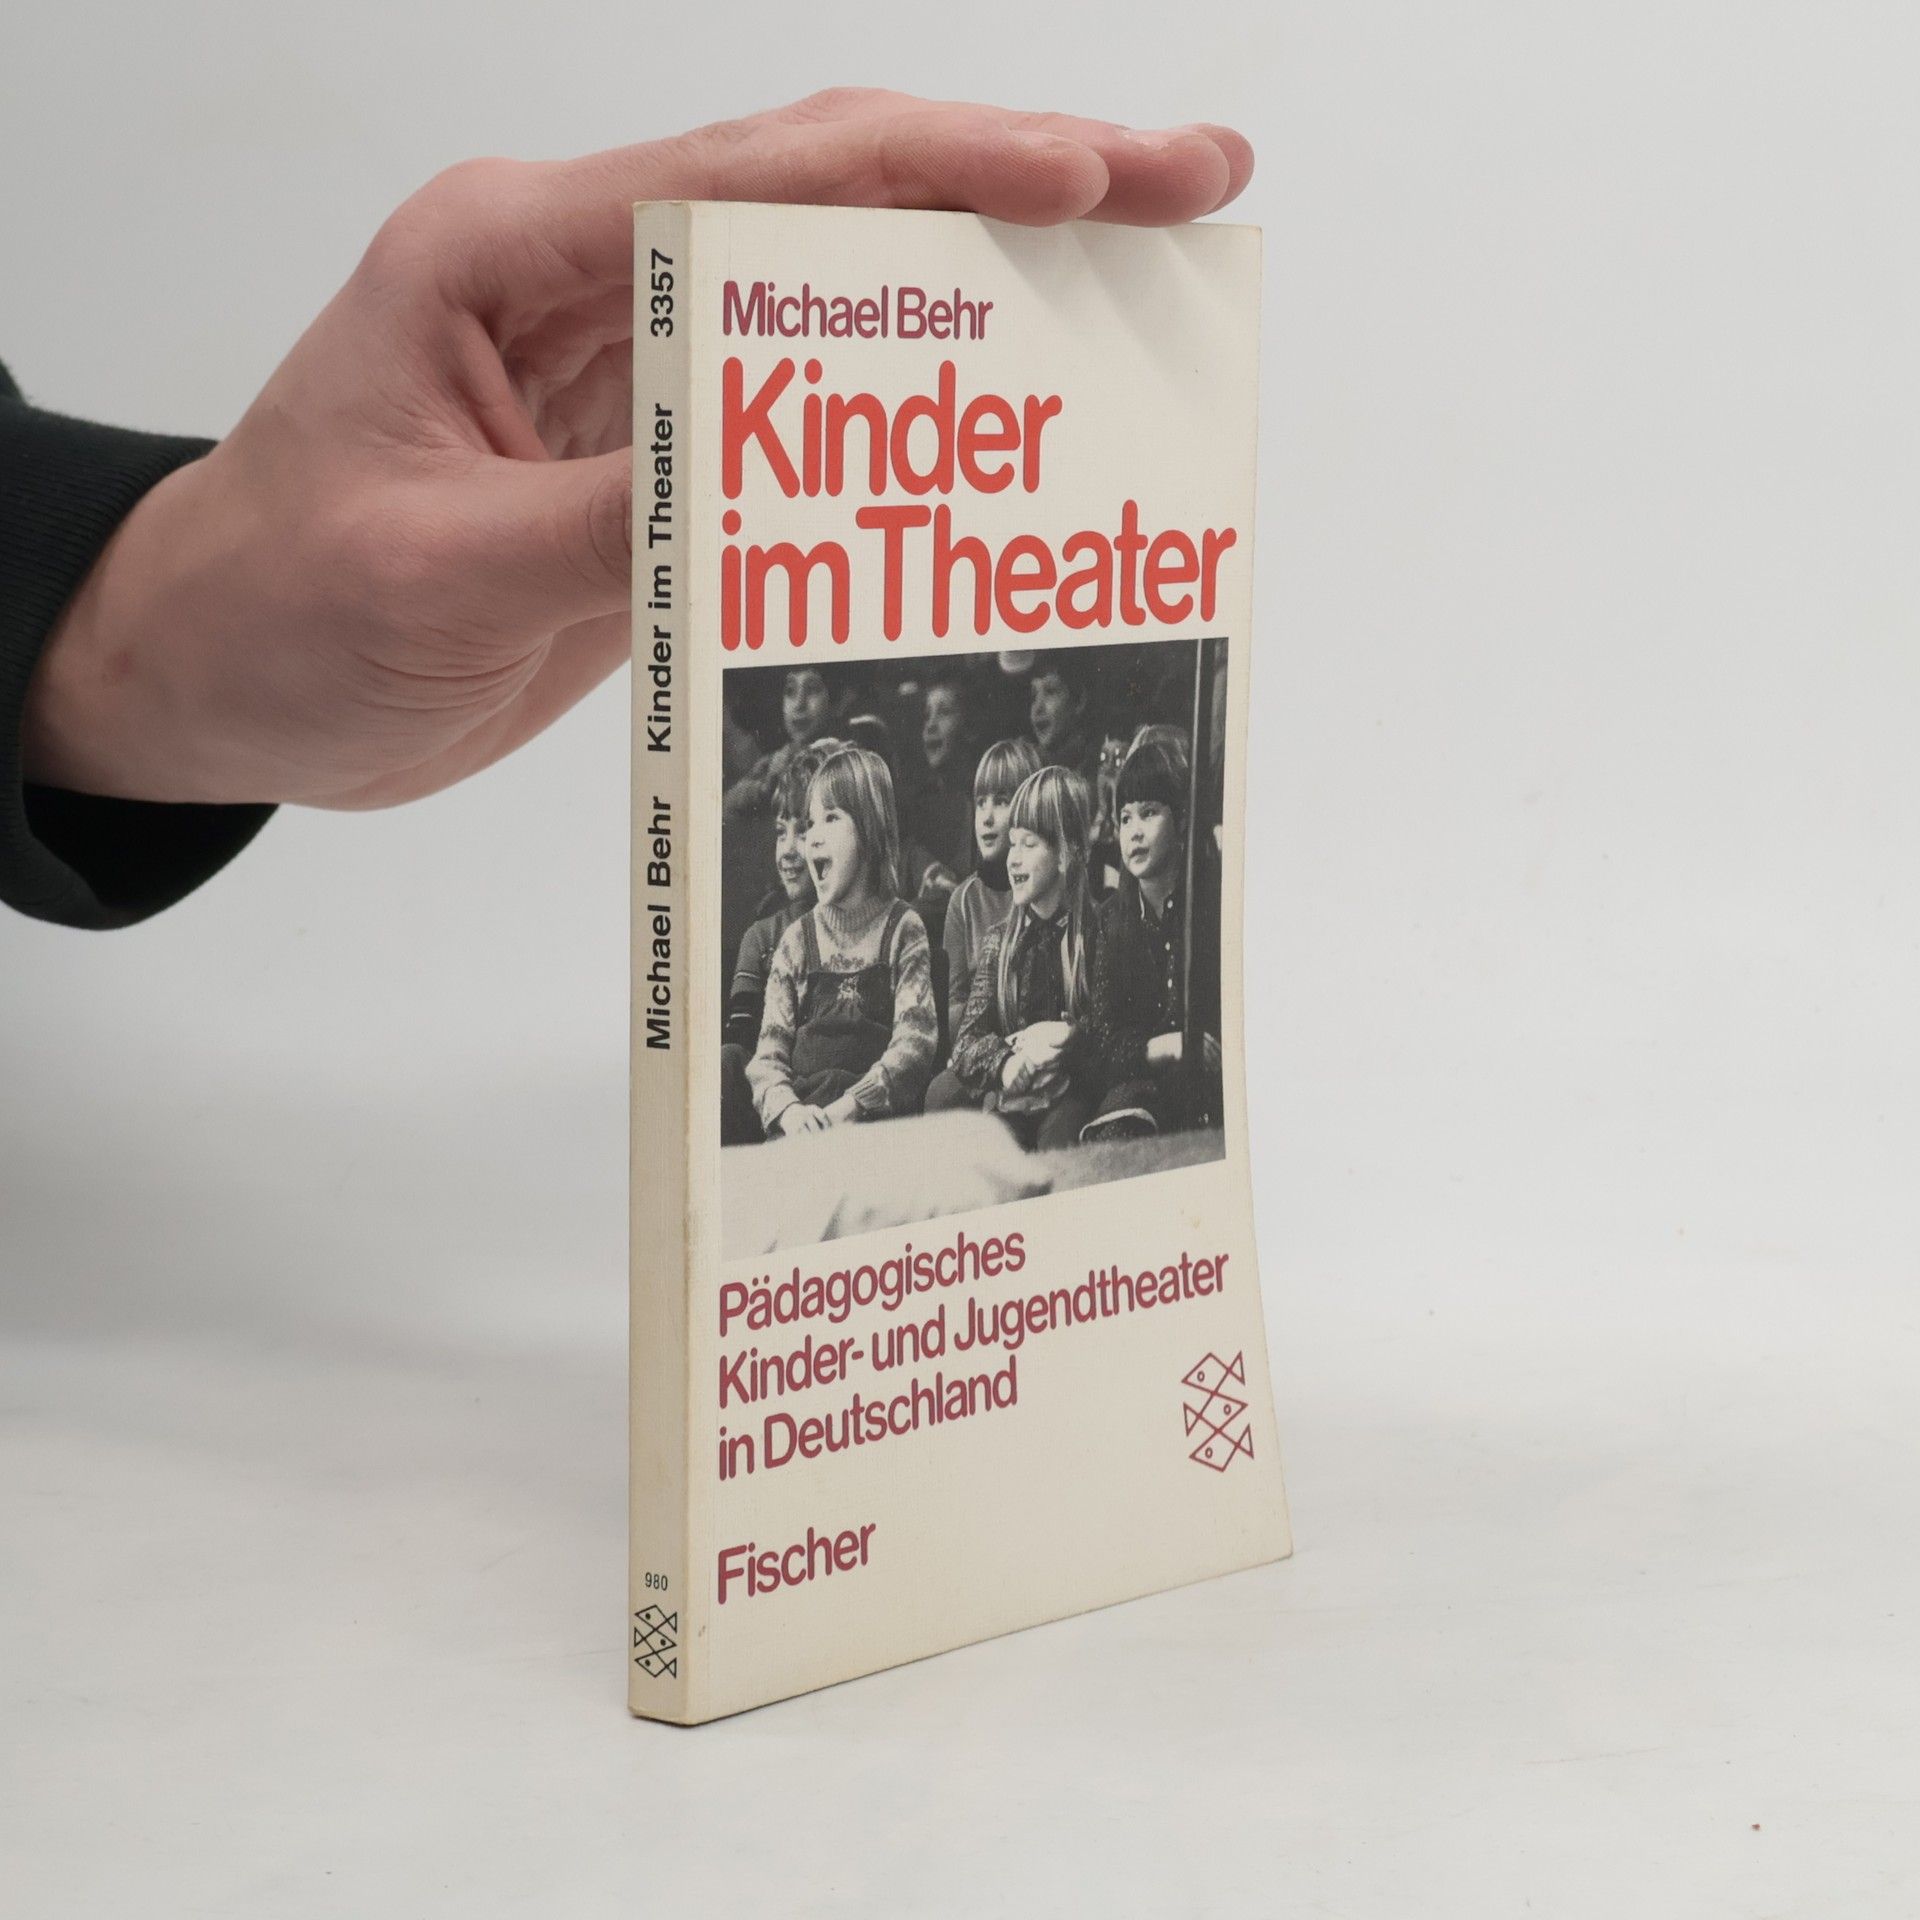 Michael Behr Kinder im Theater 3357
980
Michael Behr
Kinder
im Theater
Pädagogisches
Kinder- und Jugendtheater
in Deutschland
Fischer